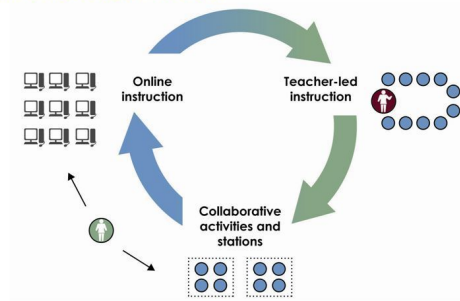 Online
instruction
Teacher-led
instruction
Collaborative
activities and
stations